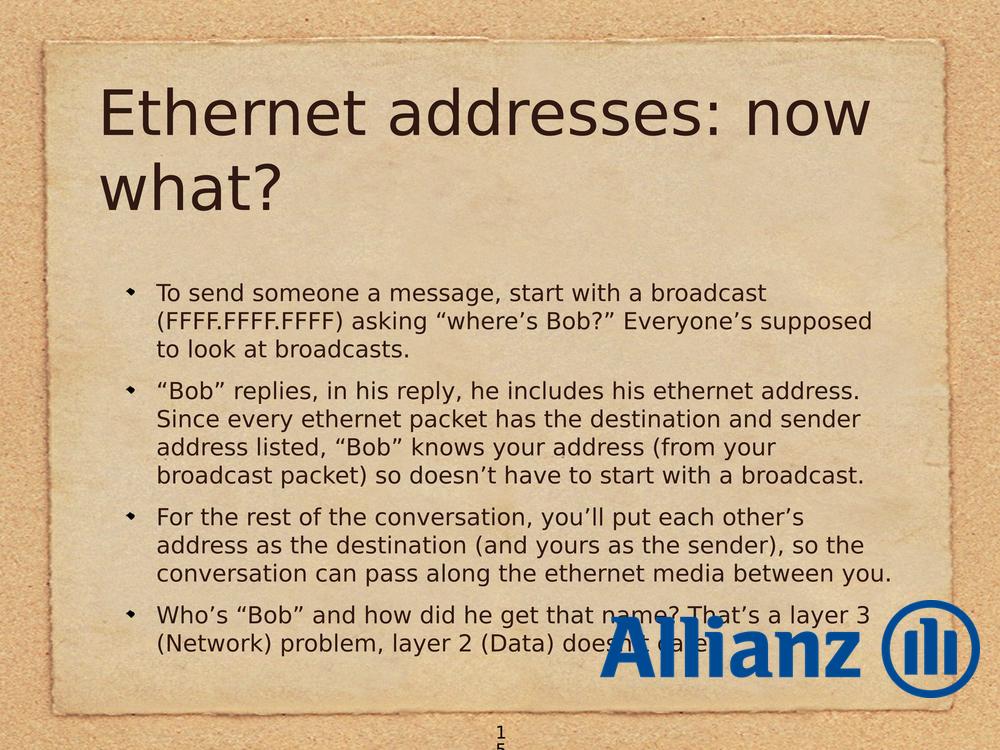 Ethernet addresses: now
what?
To send someone a message, start with a broadcast
(FFFF.FFFF.FFFF) asking “where’s Bob?” Everyone’s supposed
to look at broadcasts.
“Bob” replies, in his reply, he includes his ethernet address.
Since every ethernet packet has the destination and sender
address listed, “Bob” knows your address (from your
broadcast packet) so doesn’t have to start with a broadcast.
For the rest of the conversation, you’ll put each other’s
address as the destination (and yours as the sender), so the
conversation can pass along the ethernet media between you.
Who’s “Bob” and how did he get that name? That’s a layer 3
(Network) problem, layer 2 (Data) doesn’t care.
Allianz
1
5